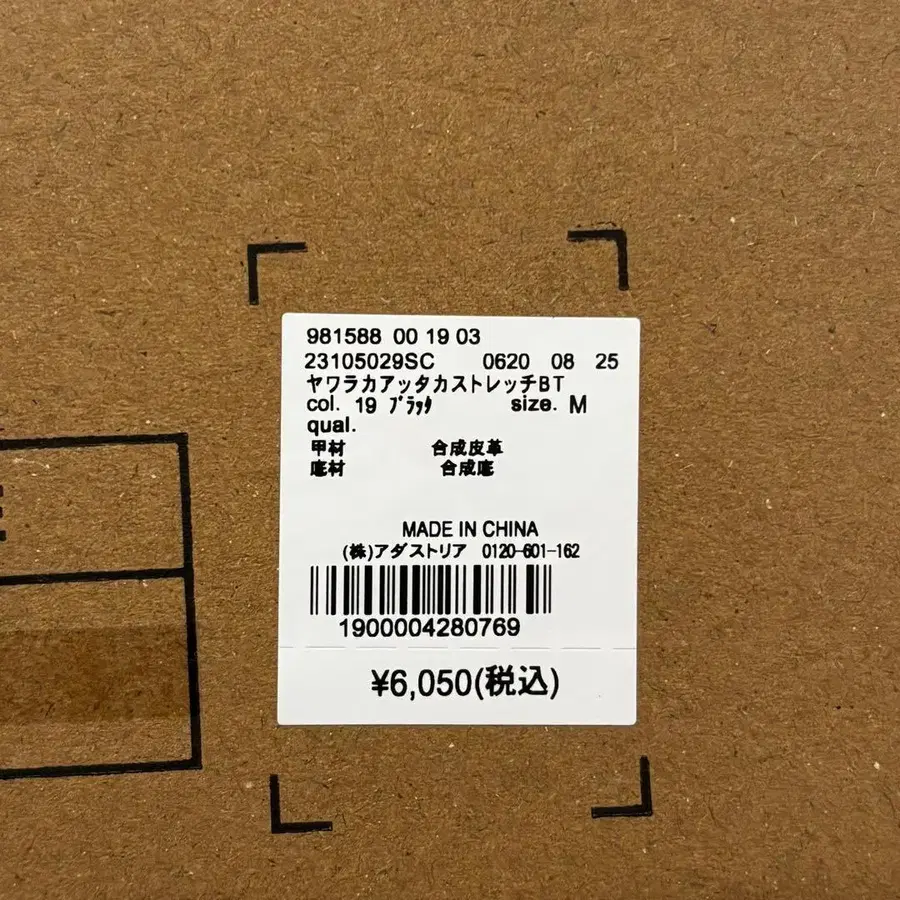 981588 00 19 03
23105029SC 0620 08 25
ヤワラカアッタカストレッチBT
col. 19 ﾌﾞﾗｯｸ size. M
qual.
甲材 合成皮革
底材 合成底
MADE IN CHINA
(株)アダストリア 0120-601-162
1900004280769
¥6,050(税込)